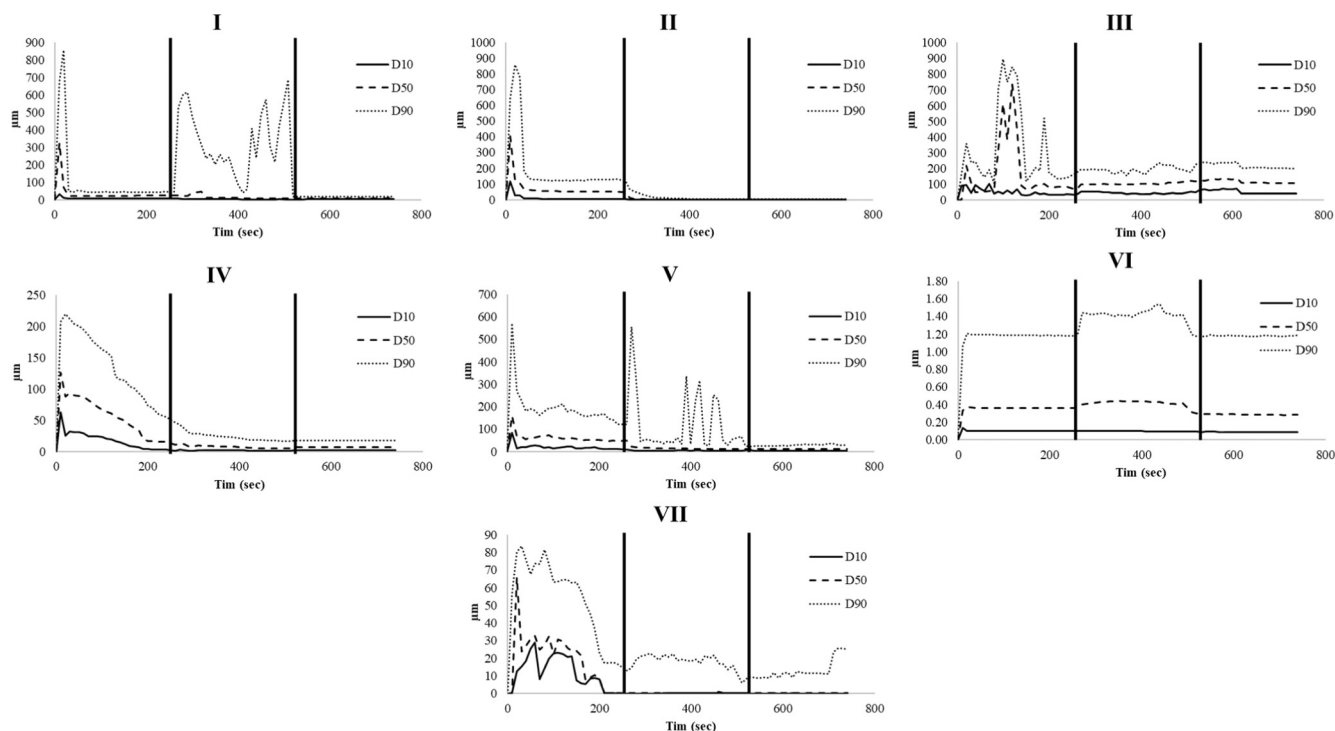 I
900
800
700
600
500
400
300
200
100
0
µm
0 200 400 600 800
Tim (sec)
D10
D50
D90
II
1000
900
800
700
600
500
400
300
200
100
0
µm
0 200 400 600 800
Tim (sec)
D10
D50
D90
III
1000
900
800
700
600
500
400
300
200
100
0
µm
0 200 400 600 800
Tim (sec)
D10
D50
D90
IV
250
200
150
100
50
0
µm
0 200 400 600 800
Tim (sec)
D10
D50
D90
V
700
600
500
400
300
200
100
0
µm
0 200 400 600 800
Tim (sec)
D10
D50
D90
VI
1.80
1.60
1.40
1.20
1.00
0.80
0.60
0.40
0.20
0.00
µm
0 200 400 600 800
Tim (sec)
D10
D50
D90
VII
90
80
70
60
50
40
30
20
10
0
µm
0 200 400 600 800
Tim (sec)
D10
D50
D90